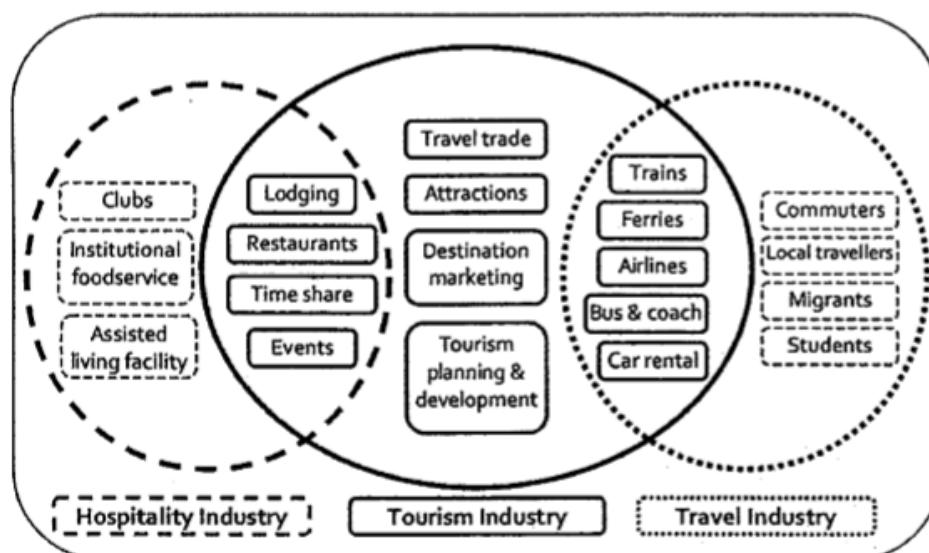 Clubs
Institutional
foodservice
Assisted
living facility
Lodging
Restaurants
Time share
Events
Travel trade
Attractions
Destination
marketing
Tourism
planning &
development
Trains
Ferries
Airlines
Bus & coach
Car rental
Commuters
Local travellers
Migrants
Students
Hospitality Industry
Tourism Industry
Travel Industry